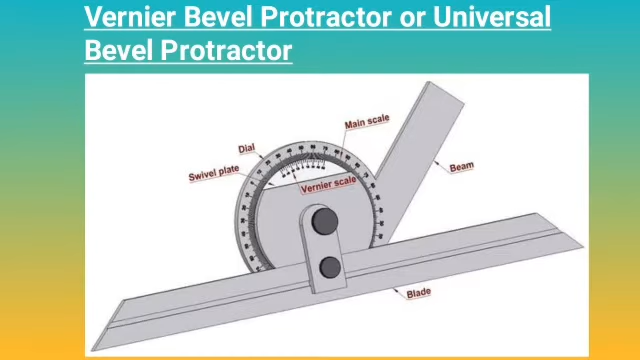 Vernier Bevel Protractor or Universal
Bevel Protractor
Main scale
Dial
Swivel plate
Vernier scale
Beam
Blade